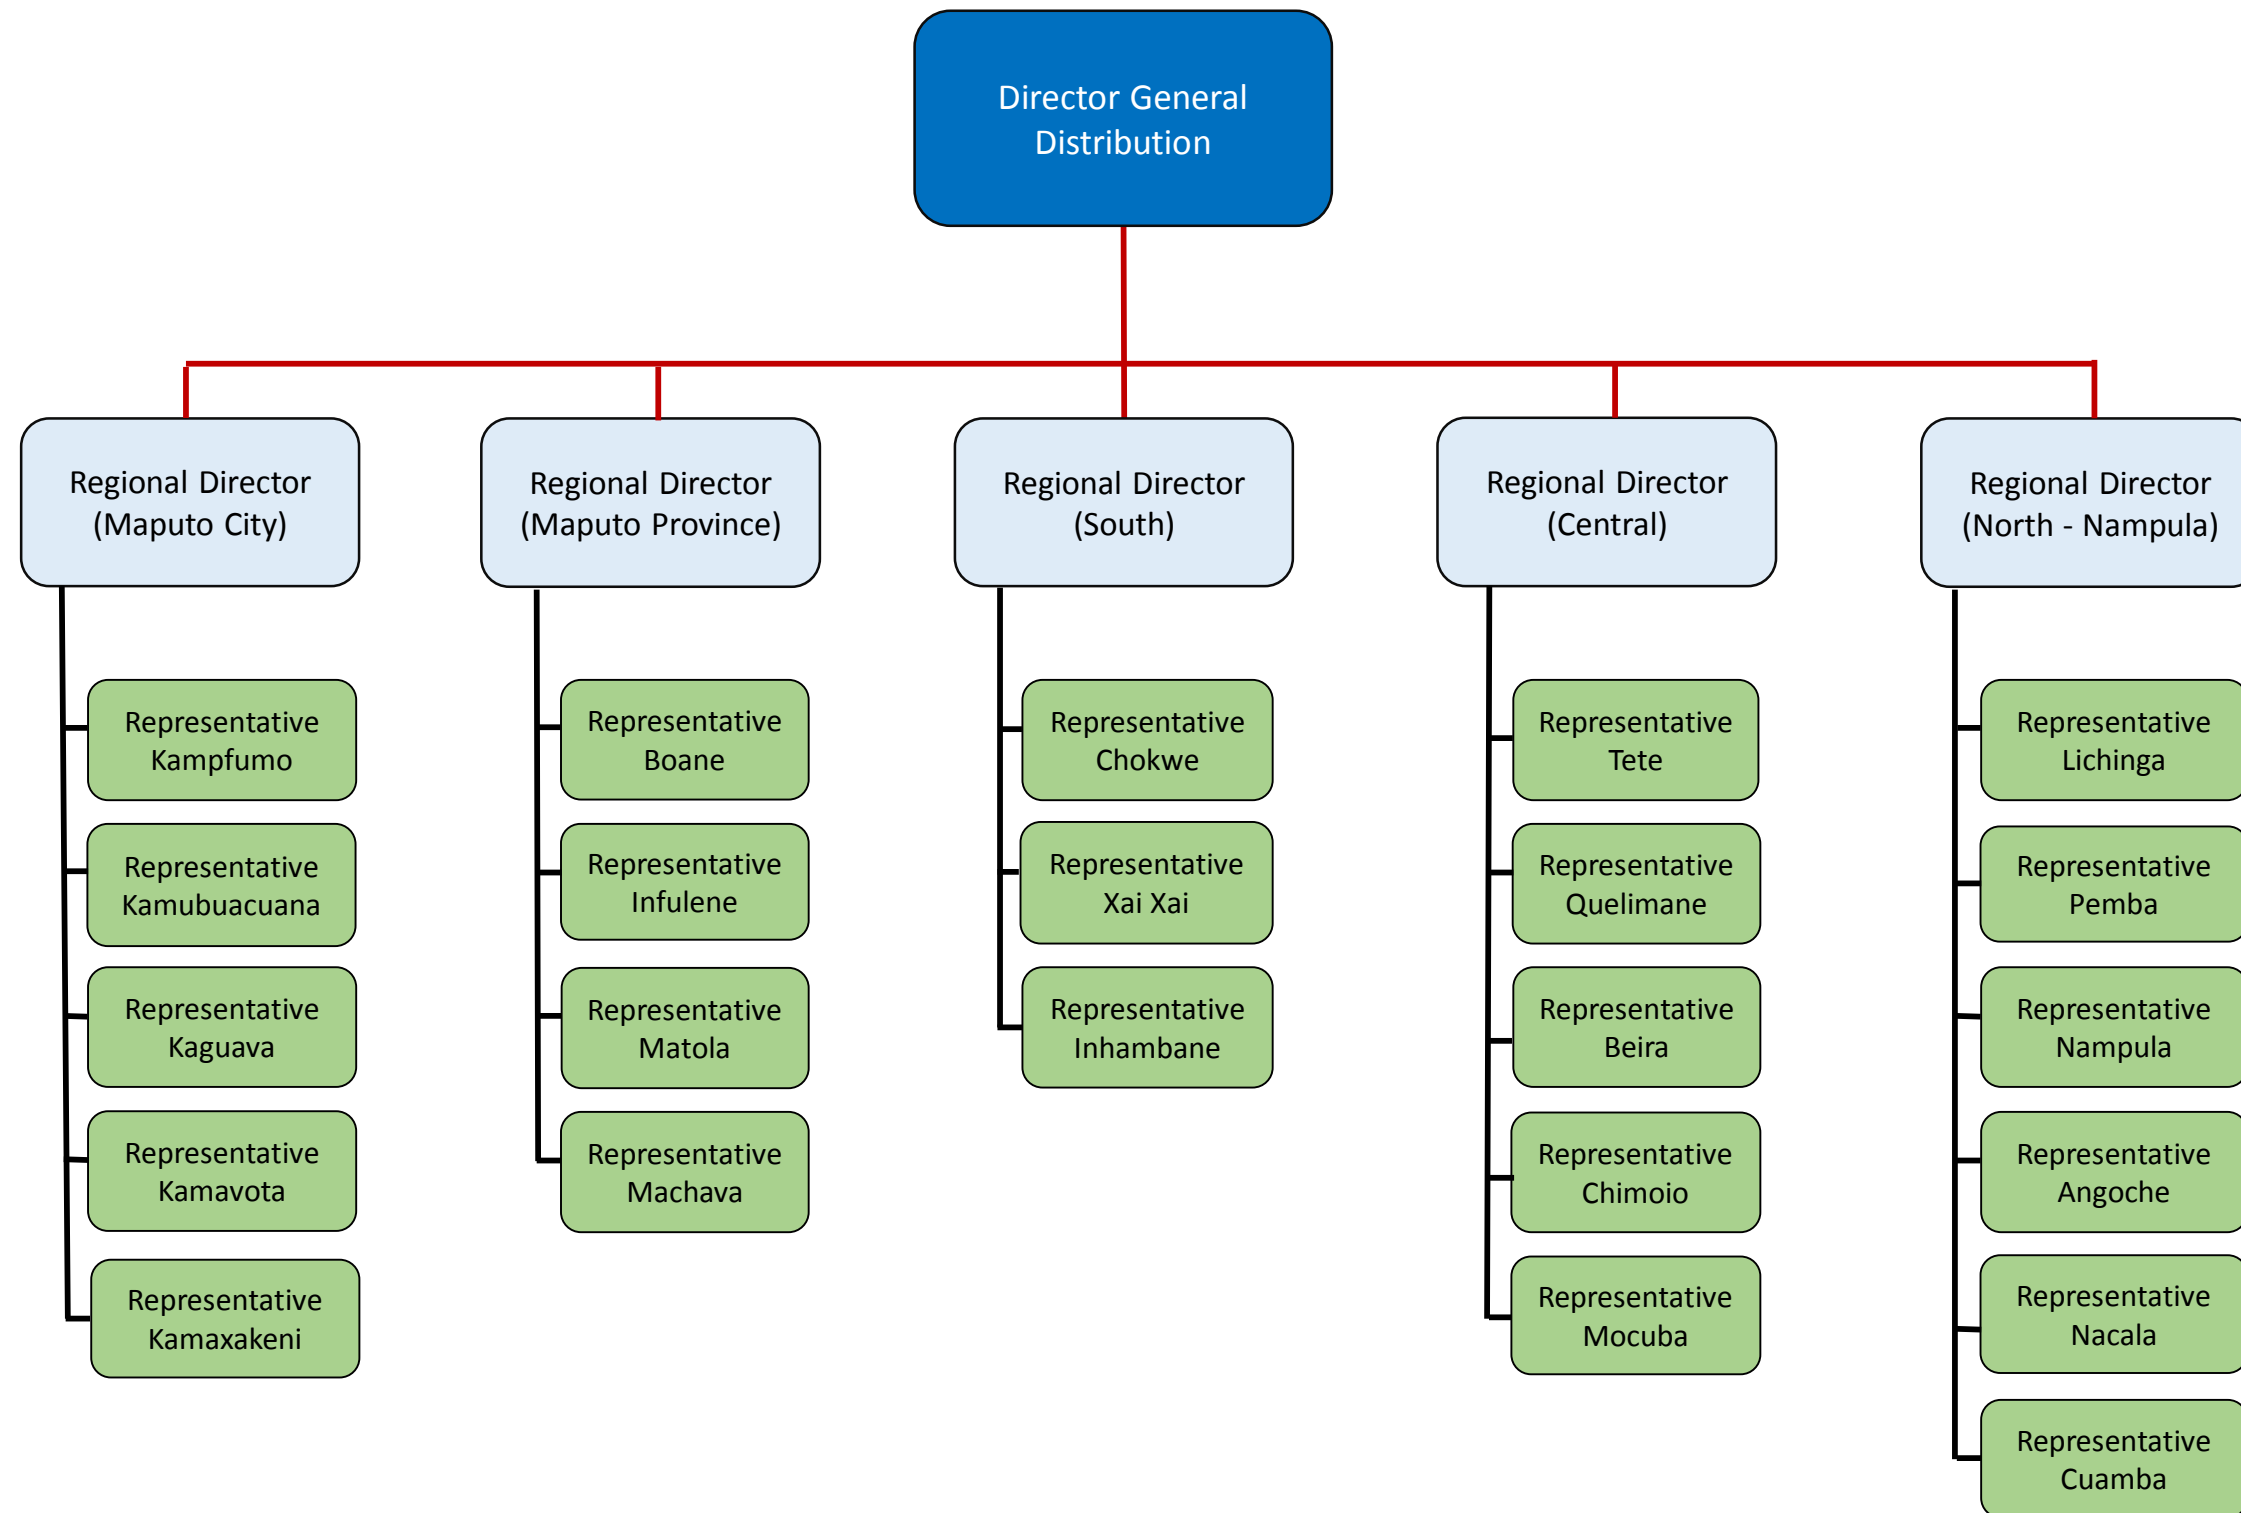 Director General
Distribution
Regional Director
(Maputo City)
Regional Director
(Maputo Province)
Regional Director
(South)
Regional Director
(Central)
Regional Director
(North - Nampula)
Representative
Kampfumo
Representative
Kamubuacuana
Representative
Kaguava
Representative
Kamavota
Representative
Kamaxakeni
Representative
Boane
Representative
Infulene
Representative
Matola
Representative
Machava
Representative
Chokwe
Representative
Xai Xai
Representative
Inhambane
Representative
Tete
Representative
Quelimane
Representative
Beira
Representative
Chimoio
Representative
Mocuba
Representative
Lichinga
Representative
Pemba
Representative
Nampula
Representative
Angoche
Representative
Nacala
Representative
Cuamba